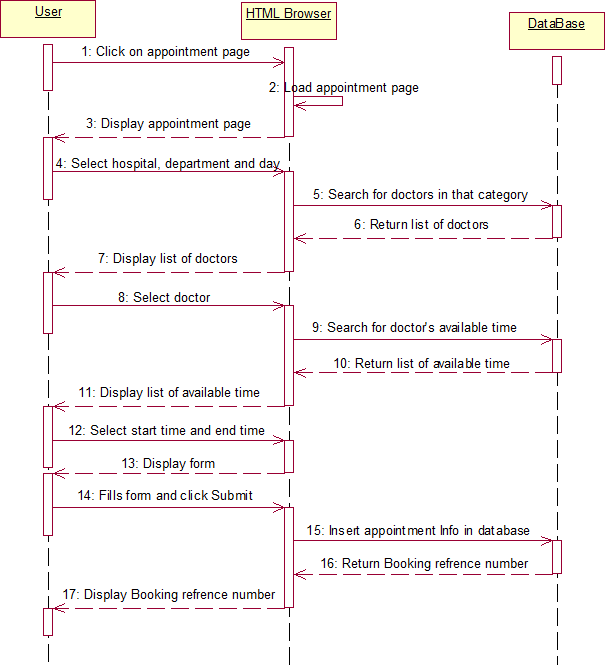 User
HTML Browser
DataBase
1: Click on appointment page
2: Load appointment page
3: Display appointment page
4: Select hospital, department and day
5: Search for doctors in that category
6: Return list of doctors
7: Display list of doctors
8: Select doctor
9: Search for doctor's available time
10: Return list of available time
11: Display list of available time
12: Select start time and end time
13: Display form
14: Fills form and click Submit
15: Insert appointment Info in database
16: Return Booking refrence number
17: Display Booking refrence number